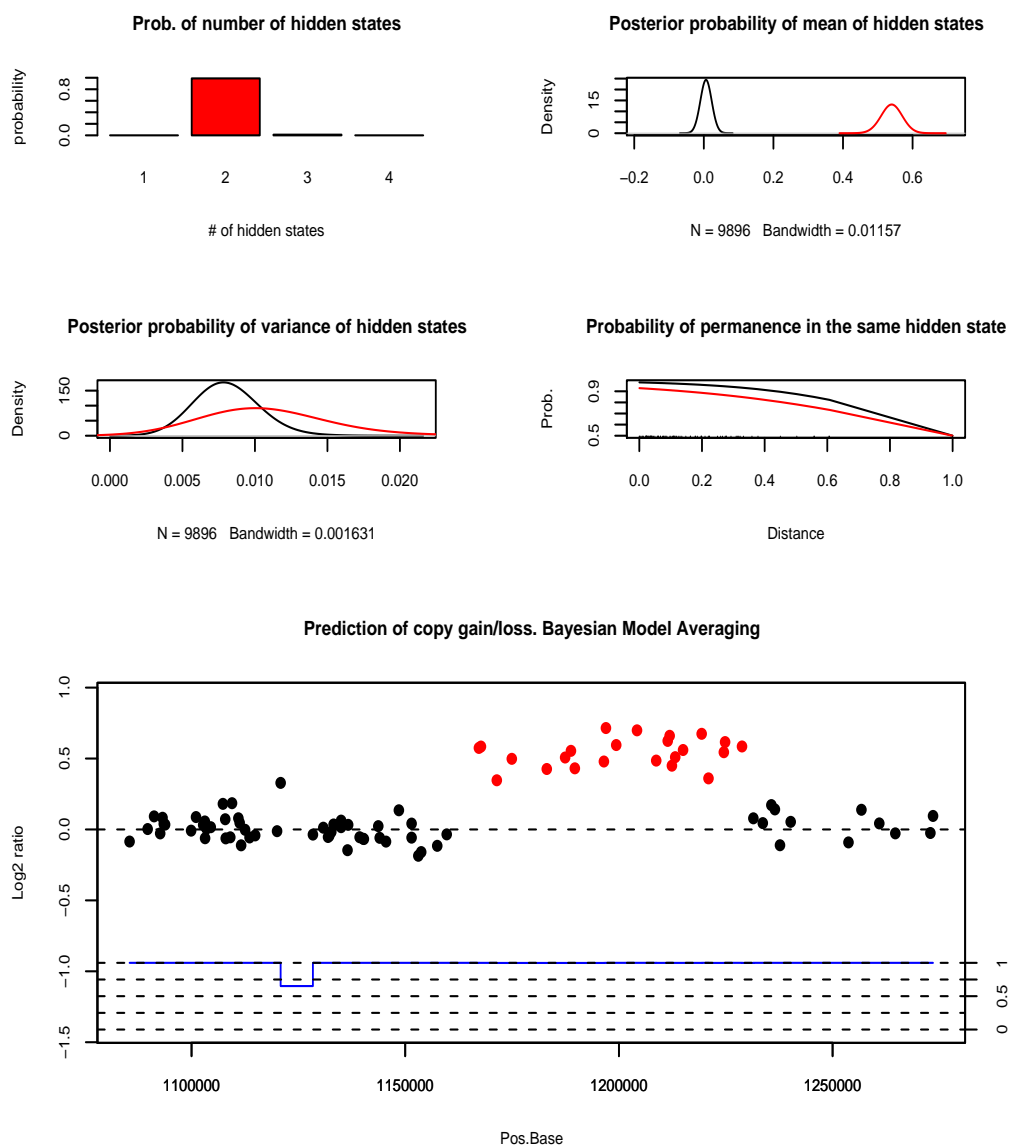 Prob. of number of hidden states
probability
0.0
0.8
1 2 3 4
# of hidden states
Posterior probability of mean of hidden states
Density
0
15
−0.2 0.0 0.2 0.4 0.6
N = 9896 Bandwidth = 0.01157
Posterior probability of variance of hidden states
Density
0
150
0.000 0.005 0.010 0.015 0.020
N = 9896 Bandwidth = 0.001631
Probability of permanence in the same hidden state
Prob.
0.5
0.9
0.0 0.2 0.4 0.6 0.8 1.0
Distance
Prediction of copy gain/loss. Bayesian Model Averaging
Log2 ratio
1.0
0.5
0.0
−0.5
−1.0
−1.5
1
0.5
0
1100000 1150000 1200000 1250000
Pos.Base